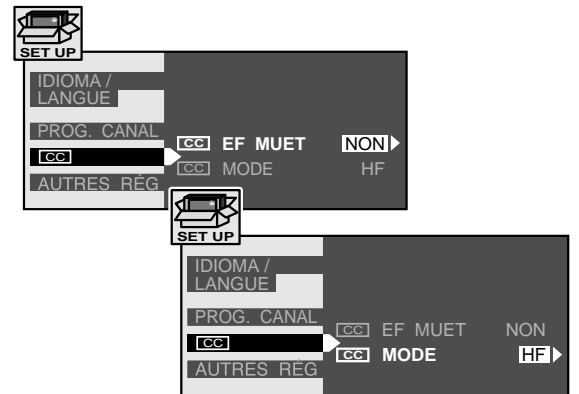 SET UP
IDIOMA /
LANGUE
PROG. CANAL
CC
AUTRES RÉG
CC EF MUET NON
CC MODE HF
SET UP
IDIOMA /
LANGUE
PROG. CANAL
CC
AUTRES RÉG
CC EF MUET NON
CC MODE HF